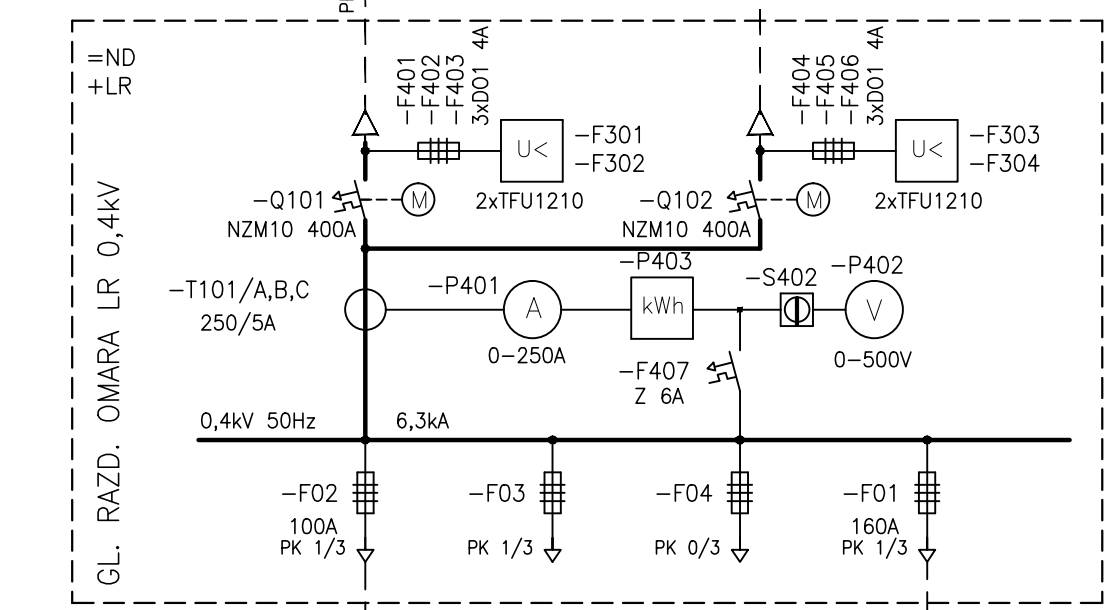 =ND
+LR
GL. RAZD. OMARA LR 0,4kV
-F401
-F402
-F403
3xD01 4A
U<
-F301
-F302
2xTFU1210
-F404
-F405
-F406
3xD01 4A
U<
-F303
-F304
2xTFU1210
-Q101
M
NZM10 400A
-Q102
M
NZM10 400A
-T101/A,B,C
250/5A
-P401
A
0-250A
-P403
kWh
-S402
-P402
V
0-500V
-F407
Z 6A
0,4kV 50Hz
6,3kA
-F02
100A
PK 1/3
-F03
PK 1/3
-F04
PK 0/3
-F01
160A
PK 1/3